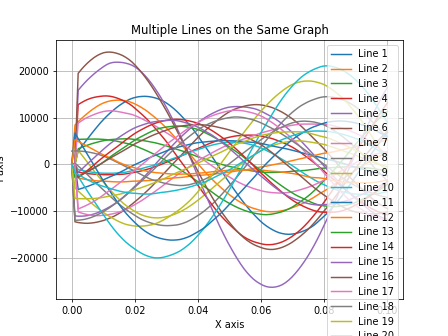 Multiple Lines on the Same Graph
20000
10000
0
−10000
−20000
0.00
0.02
0.04
0.06
X axis
Line 1
Line 2
Line 3
Line 4
Line 5
Line 6
Line 7
Line 8
Line 9
Line 10
Line 11
Line 12
Line 13
Line 14
Line 15
Line 16
Line 17
Line 18
Line 19
Line 20